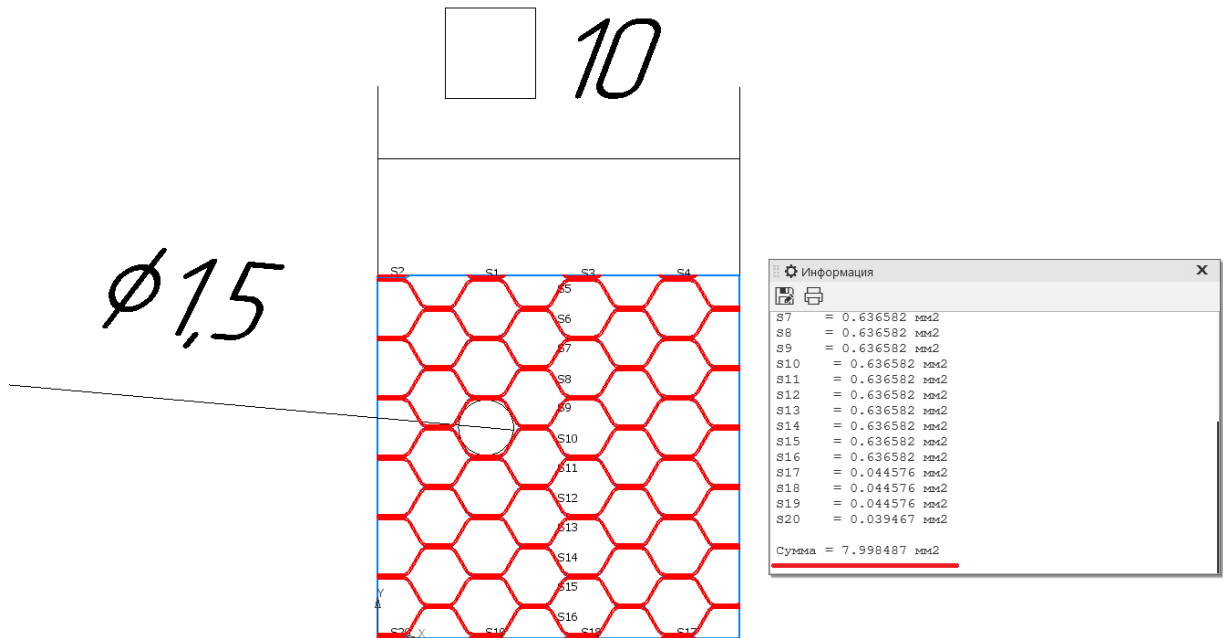 10
⌀1,5
S2 S1 S3 S4
S5
S6
S7
S8
S9
S10
S11
S12
S13
S14
S15
S16
S20 S19 S18 S17
Y
X
Информация
X
S7 = 0.636582 мм2
S8 = 0.636582 мм2
S9 = 0.636582 мм2
S10 = 0.636582 мм2
S11 = 0.636582 мм2
S12 = 0.636582 мм2
S13 = 0.636582 мм2
S14 = 0.636582 мм2
S15 = 0.636582 мм2
S16 = 0.636582 мм2
S17 = 0.044576 мм2
S18 = 0.044576 мм2
S19 = 0.044576 мм2
S20 = 0.039467 мм2
Сумма = 7.998487 мм2